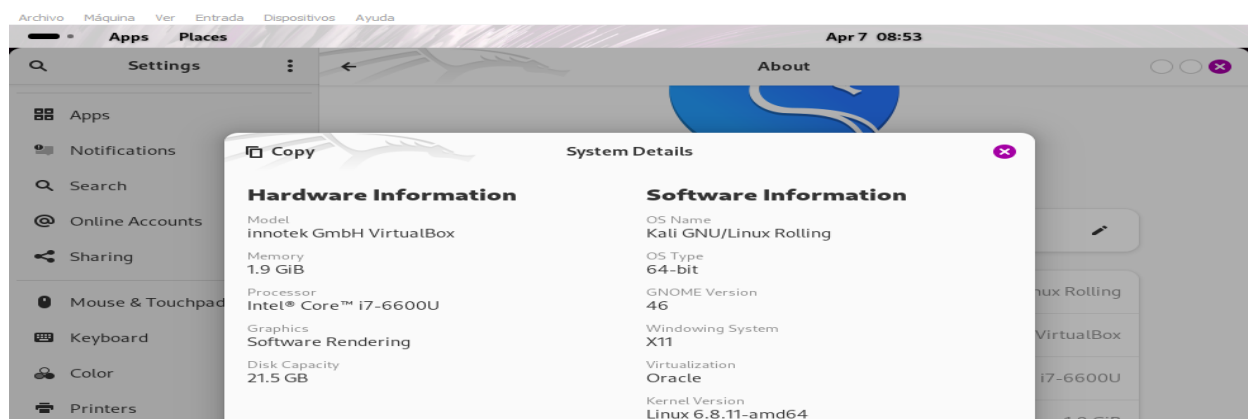 Archivo Máquina Ver Entrada Dispositivos Ayuda
Apps Places Apr 7 08:53
Settings About
Apps
Notifications
Search
Online Accounts
Sharing
Mouse & Touchpad
Keyboard
Color
Printers
Copy System Details
Hardware Information
Model
innotek GmbH VirtualBox
Memory
1.9 GiB
Processor
Intel® Core™ i7-6600U
Graphics
Software Rendering
Disk Capacity
21.5 GB
Software Information
OS Name
Kali GNU/Linux Rolling
OS Type
64-bit
GNOME Version
46
Windowing System
X11
Virtualization
Oracle
Kernel Version
Linux 6.8.11-amd64
Rolling
VirtualBox
i7-6600U